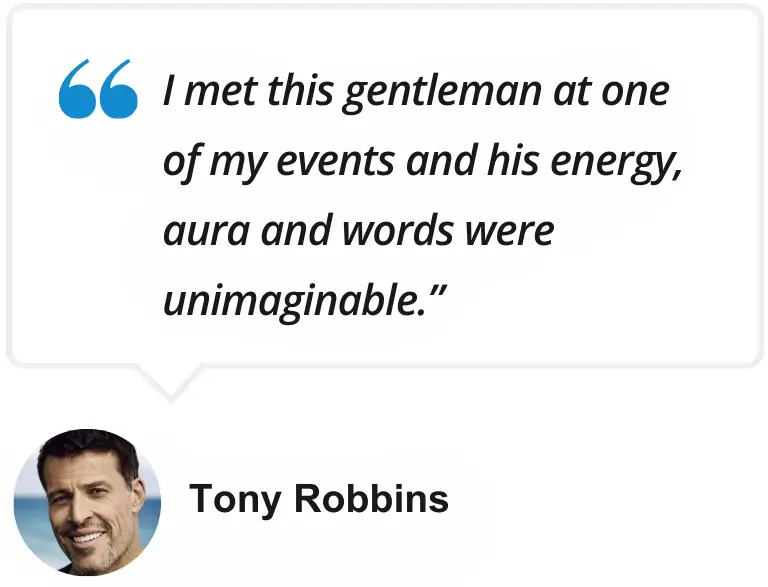 “ I met this gentleman at one
of my events and his energy,
aura and words were
unimaginable.”
Tony Robbins